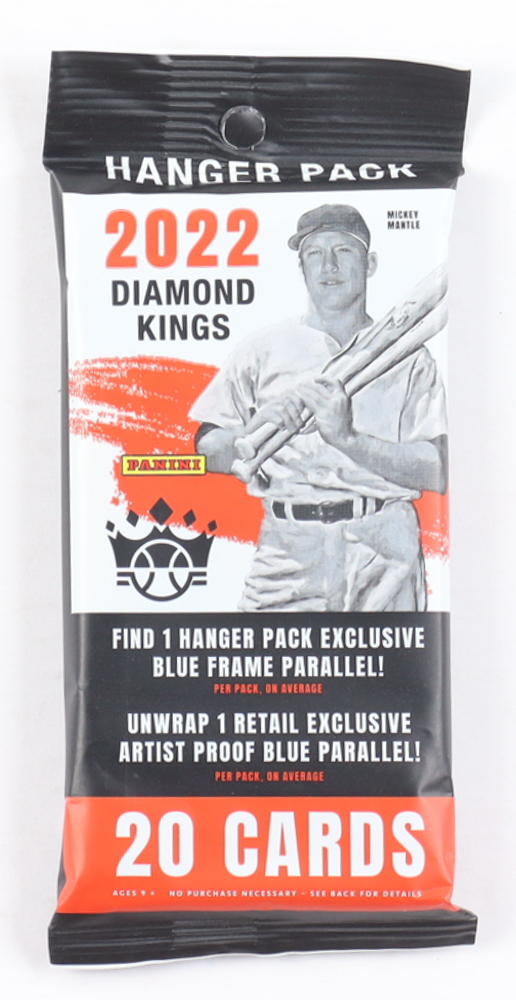 HANGER PACK
2022
MICKEY
MANTLE
DIAMOND
KINGS
PANINI
FIND 1 HANGER PACK EXCLUSIVE
BLUE FRAME PARALLEL!
PER PACK, ON AVERAGE
UNWRAP 1 RETAIL EXCLUSIVE
ARTIST PROOF BLUE PARALLEL!
PER PACK, ON AVERAGE
20 CARDS
AGES 9+ NO PURCHASE NECESSARY - SEE BACK FOR DETAILS